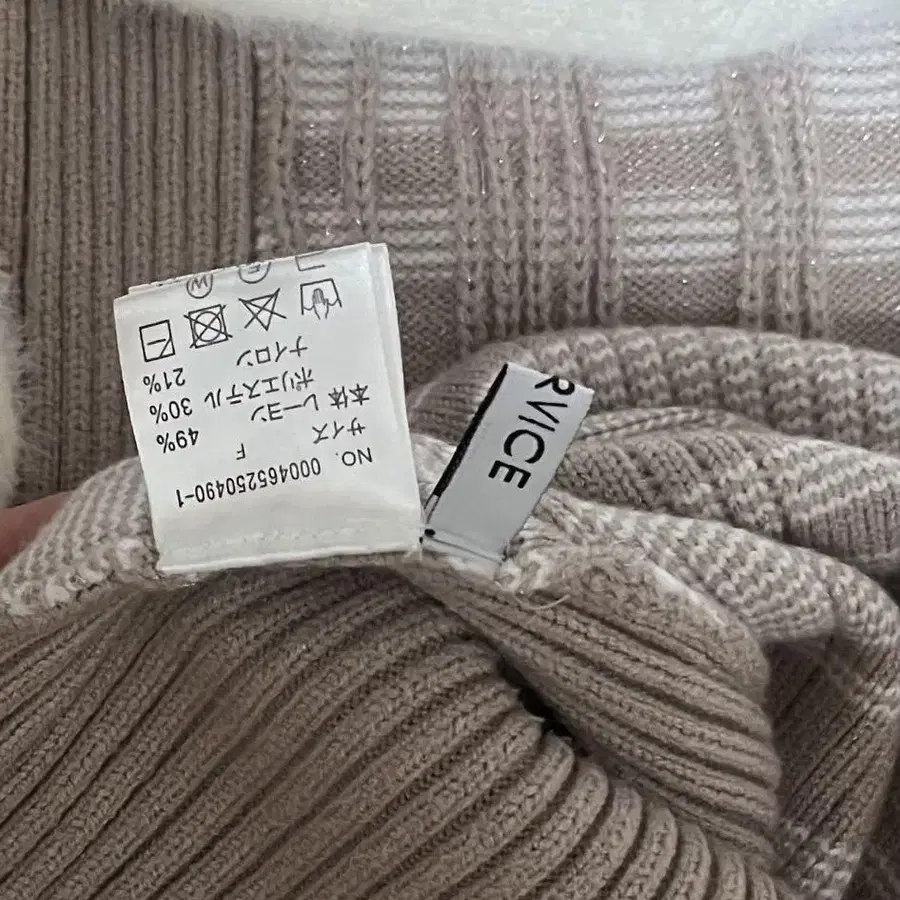 NO. 000465250490-1
サイズ F
本体 レーヨン 49%
ポリエステル 30%
ナイロン 21%
W
F
RVICE